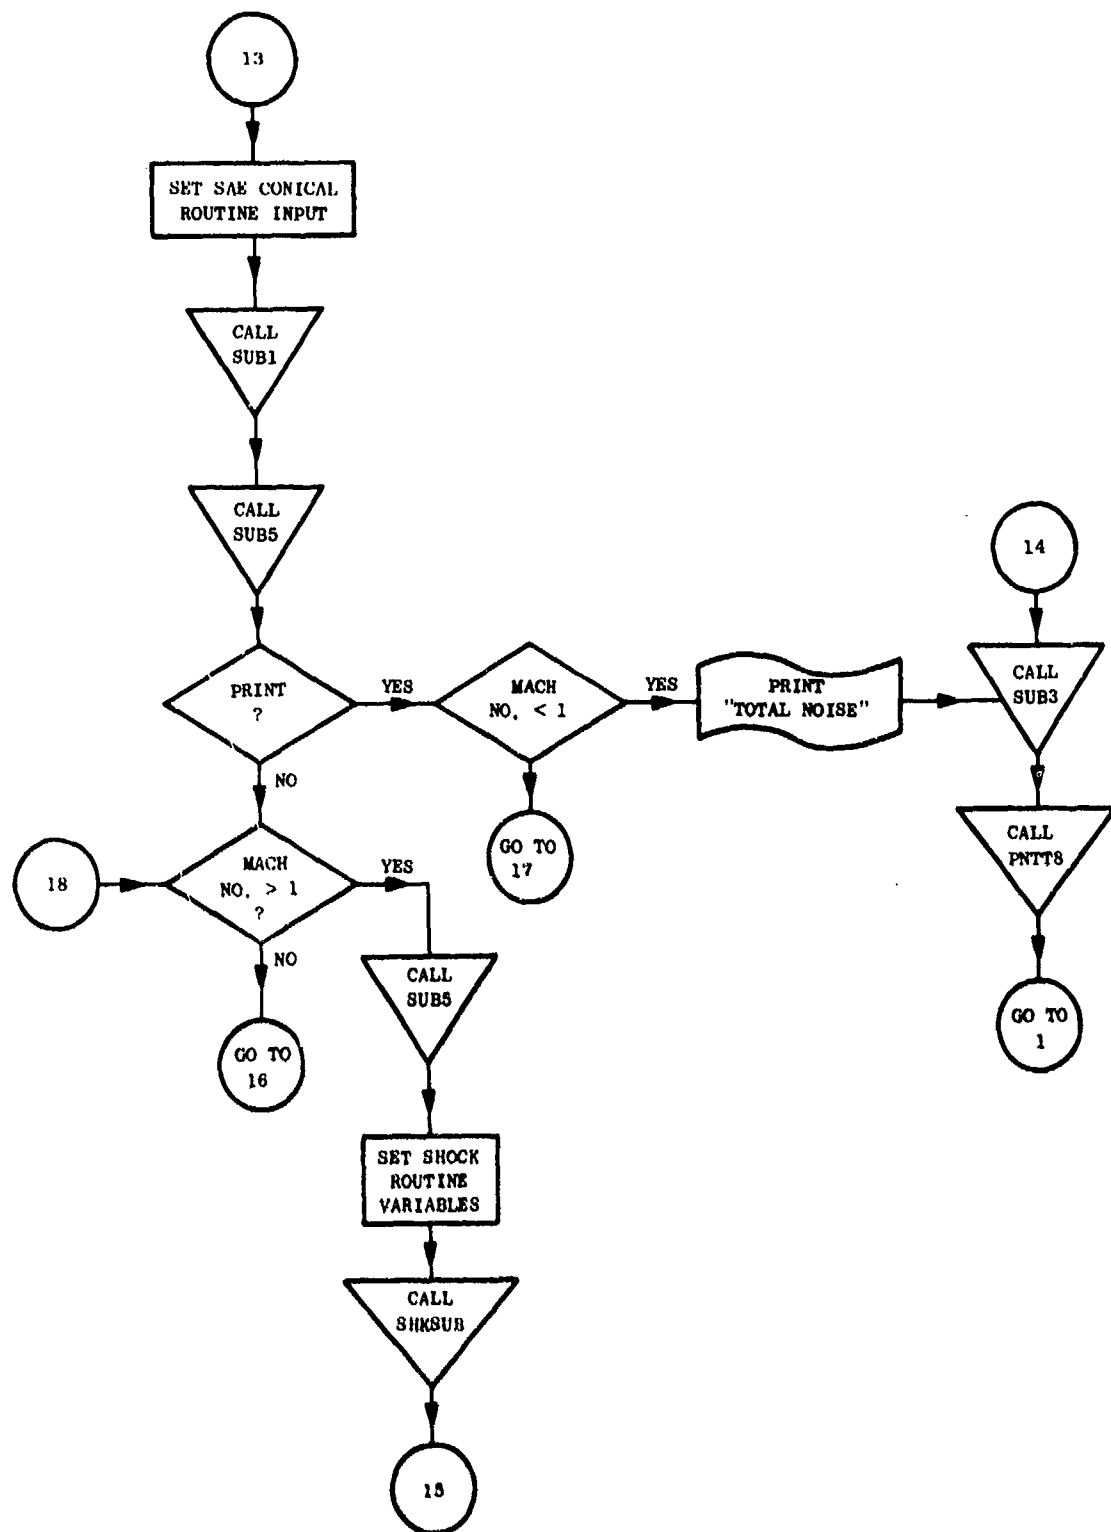 13
SET SAE CONICAL
ROUTINE INPUT
CALL
SUB1
CALL
SUB5
14
PRINT
?
YES
MACH
NO. < 1
YES
PRINT
"TOTAL NOISE"
CALL
SUB3
NO
CALL
PNTT8
18
MACH
NO. > 1
?
YES
GO TO
17
NO
CALL
SUB5
GO TO
16
GO TO
1
SET SHOCK
ROUTINE
VARIABLES
CALL
SHKSUB
15